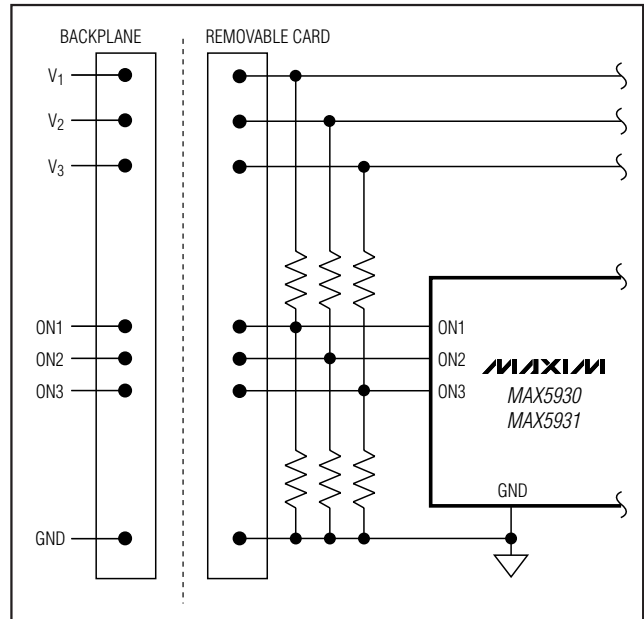 BACKPLANE
REMOVABLE CARD
V1
V2
V3
ON1
ON2
ON3
GND
ON1
ON2
ON3
MAXIM
MAX5930
MAX5931
GND